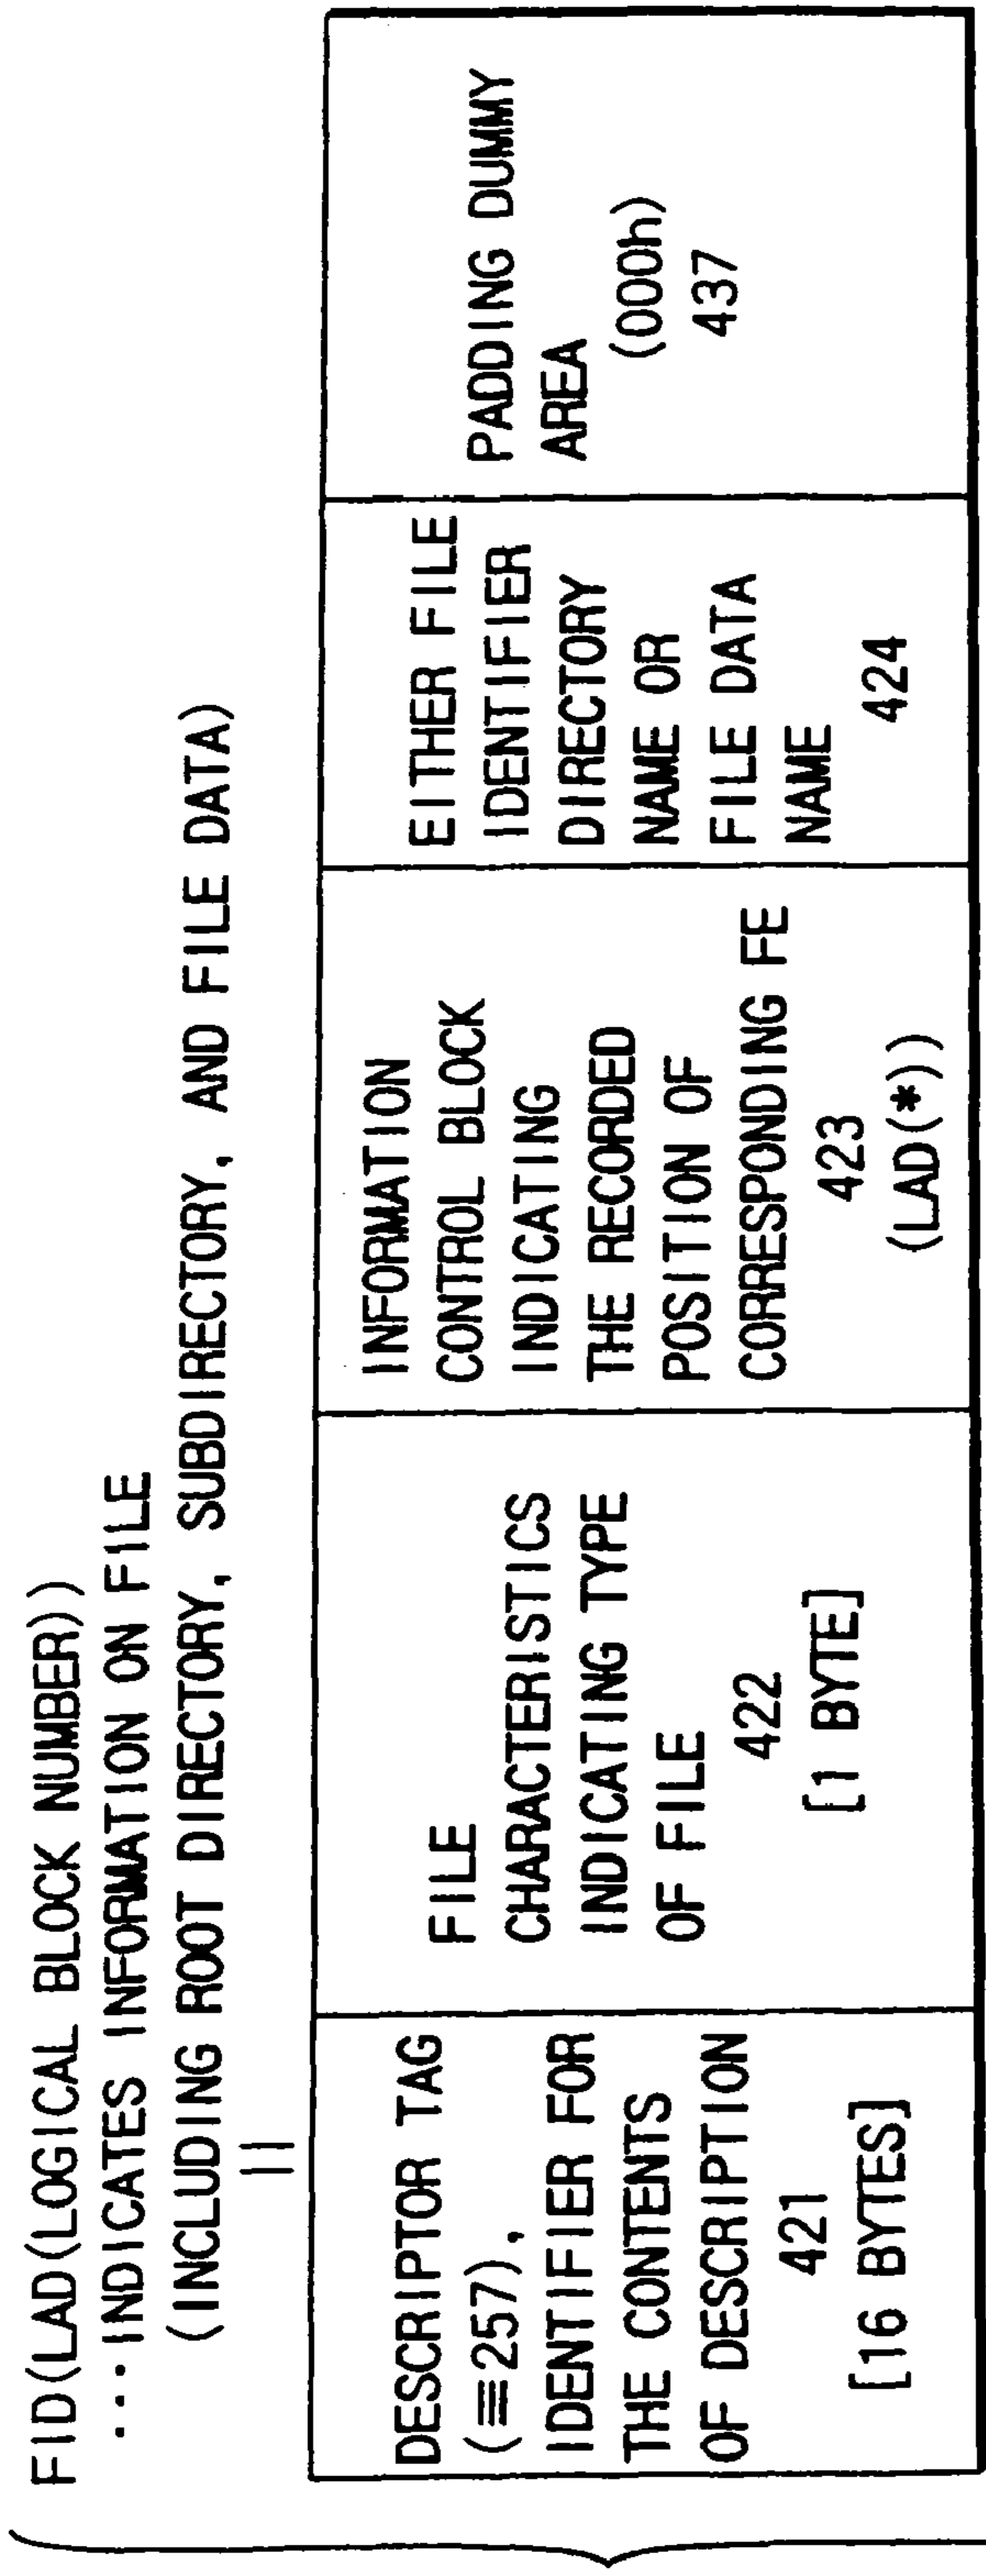 FID(LAD(LOGICAL BLOCK NUMBER))
···INDICATES INFORMATION ON FILE
(INCLUDING ROOT DIRECTORY, SUBDIRECTORY, AND FILE DATA)
||
DESCRIPTOR TAG
(≡257),
IDENTIFIER FOR
THE CONTENTS
OF DESCRIPTION
421
[16 BYTES]
FILE
CHARACTERISTICS
INDICATING TYPE
OF FILE
422
[1 BYTE]
INFORMATION
CONTROL BLOCK
INDICATING
THE RECORDED
POSITION OF
CORRESPONDING FE
423
(LAD(*))
EITHER FILE
IDENTIFIER
DIRECTORY
NAME OR
FILE DATA
NAME
424
PADDING DUMMY
AREA
(000h)
437